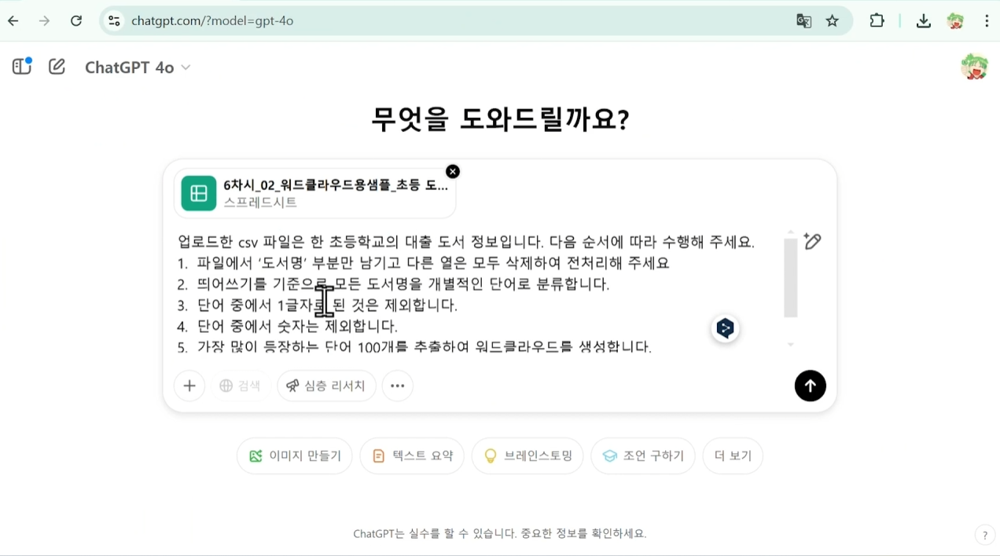 chatgpt.com/?model=gpt-4o
ChatGPT 4o
무엇을 도와드릴까요?
6차시_02_워드클라우드용샘플_초등 도...
스프레드시트
업로드한 csv 파일은 한 초등학교의 대출 도서 정보입니다. 다음 순서에 따라 수행해 주세요.
1. 파일에서 ‘도서명’ 부분만 남기고 다른 열은 모두 삭제하여 전처리해 주세요
2. 띄어쓰기를 기준으로 모든 도서명을 개별적인 단어로 분류합니다.
3. 단어 중에서 1글자로 된 것은 제외합니다.
4. 단어 중에서 숫자는 제외합니다.
5. 가장 많이 등장하는 단어 100개를 추출하여 워드클라우드를 생성합니다.
검색
심층 리서치
이미지 만들기
텍스트 요약
브레인스토밍
조언 구하기
더 보기
ChatGPT는 실수를 할 수 있습니다. 중요한 정보를 확인하세요.
?